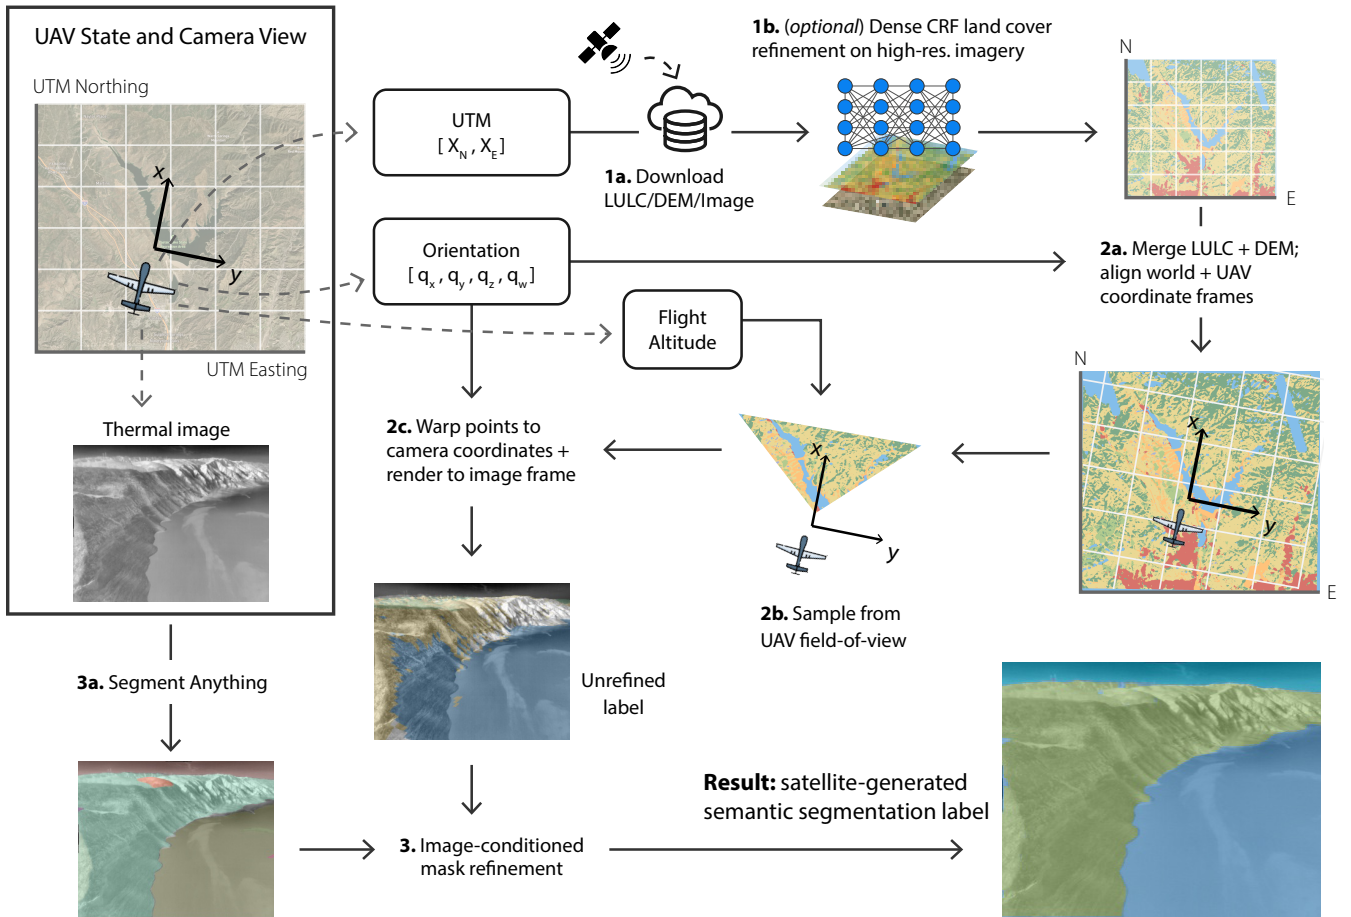 UAV State and Camera View
UTM Northing
x
y
UTM Easting
Thermal image
UTM
[ X_N , X_E ]
Orientation
[ q_x , q_y , q_z , q_w ]
Flight
Altitude
1a. Download
LULC/DEM/Image
1b. (optional) Dense CRF land cover
refinement on high-res. imagery
N
E
2a. Merge LULC + DEM;
align world + UAV
coordinate frames
N
x
y
E
x
y
2b. Sample from
UAV field-of-view
2c. Warp points to
camera coordinates +
render to image frame
Unrefined
label
3a. Segment Anything
3. Image-conditioned
mask refinement
Result: satellite-generated
semantic segmentation label